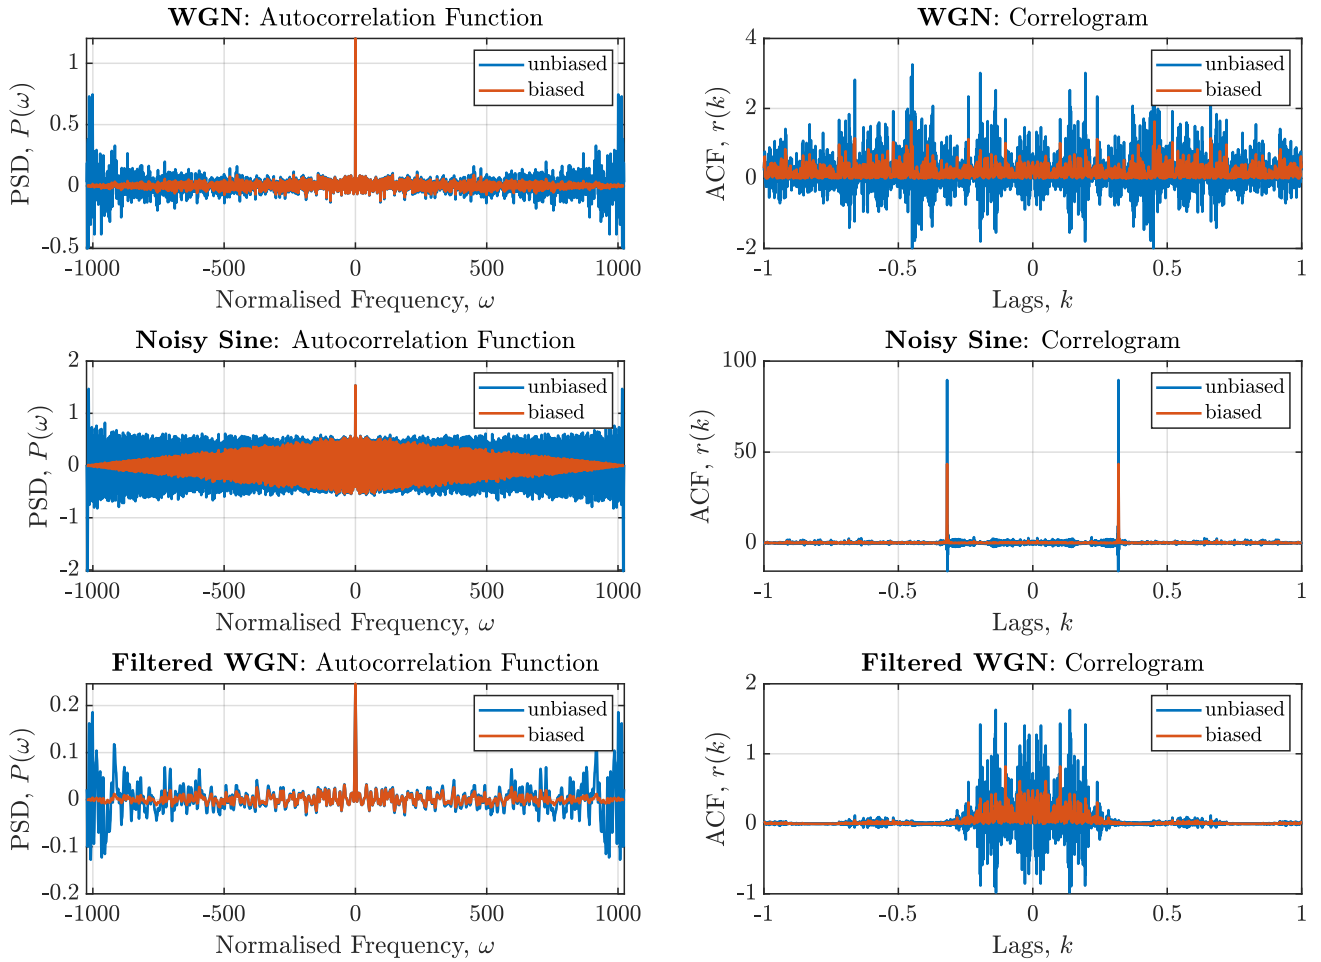 WGN: Autocorrelation Function
PSD, P(ω)
1
0.5
0
-0.5
-1000 -500 0 500 1000
Normalised Frequency, ω
unbiased
biased
WGN: Correlogram
ACF, r(k)
4
2
0
-2
-1 -0.5 0 0.5 1
Lags, k
unbiased
biased
Noisy Sine: Autocorrelation Function
PSD, P(ω)
2
1
0
-1
-2
-1000 -500 0 500 1000
Normalised Frequency, ω
unbiased
biased
Noisy Sine: Correlogram
ACF, r(k)
100
50
0
-1 -0.5 0 0.5 1
Lags, k
unbiased
biased
Filtered WGN: Autocorrelation Function
PSD, P(ω)
0.2
0.1
0
-0.1
-0.2
-1000 -500 0 500 1000
Normalised Frequency, ω
unbiased
biased
Filtered WGN: Correlogram
ACF, r(k)
2
1
0
-1
-1 -0.5 0 0.5 1
Lags, k
unbiased
biased